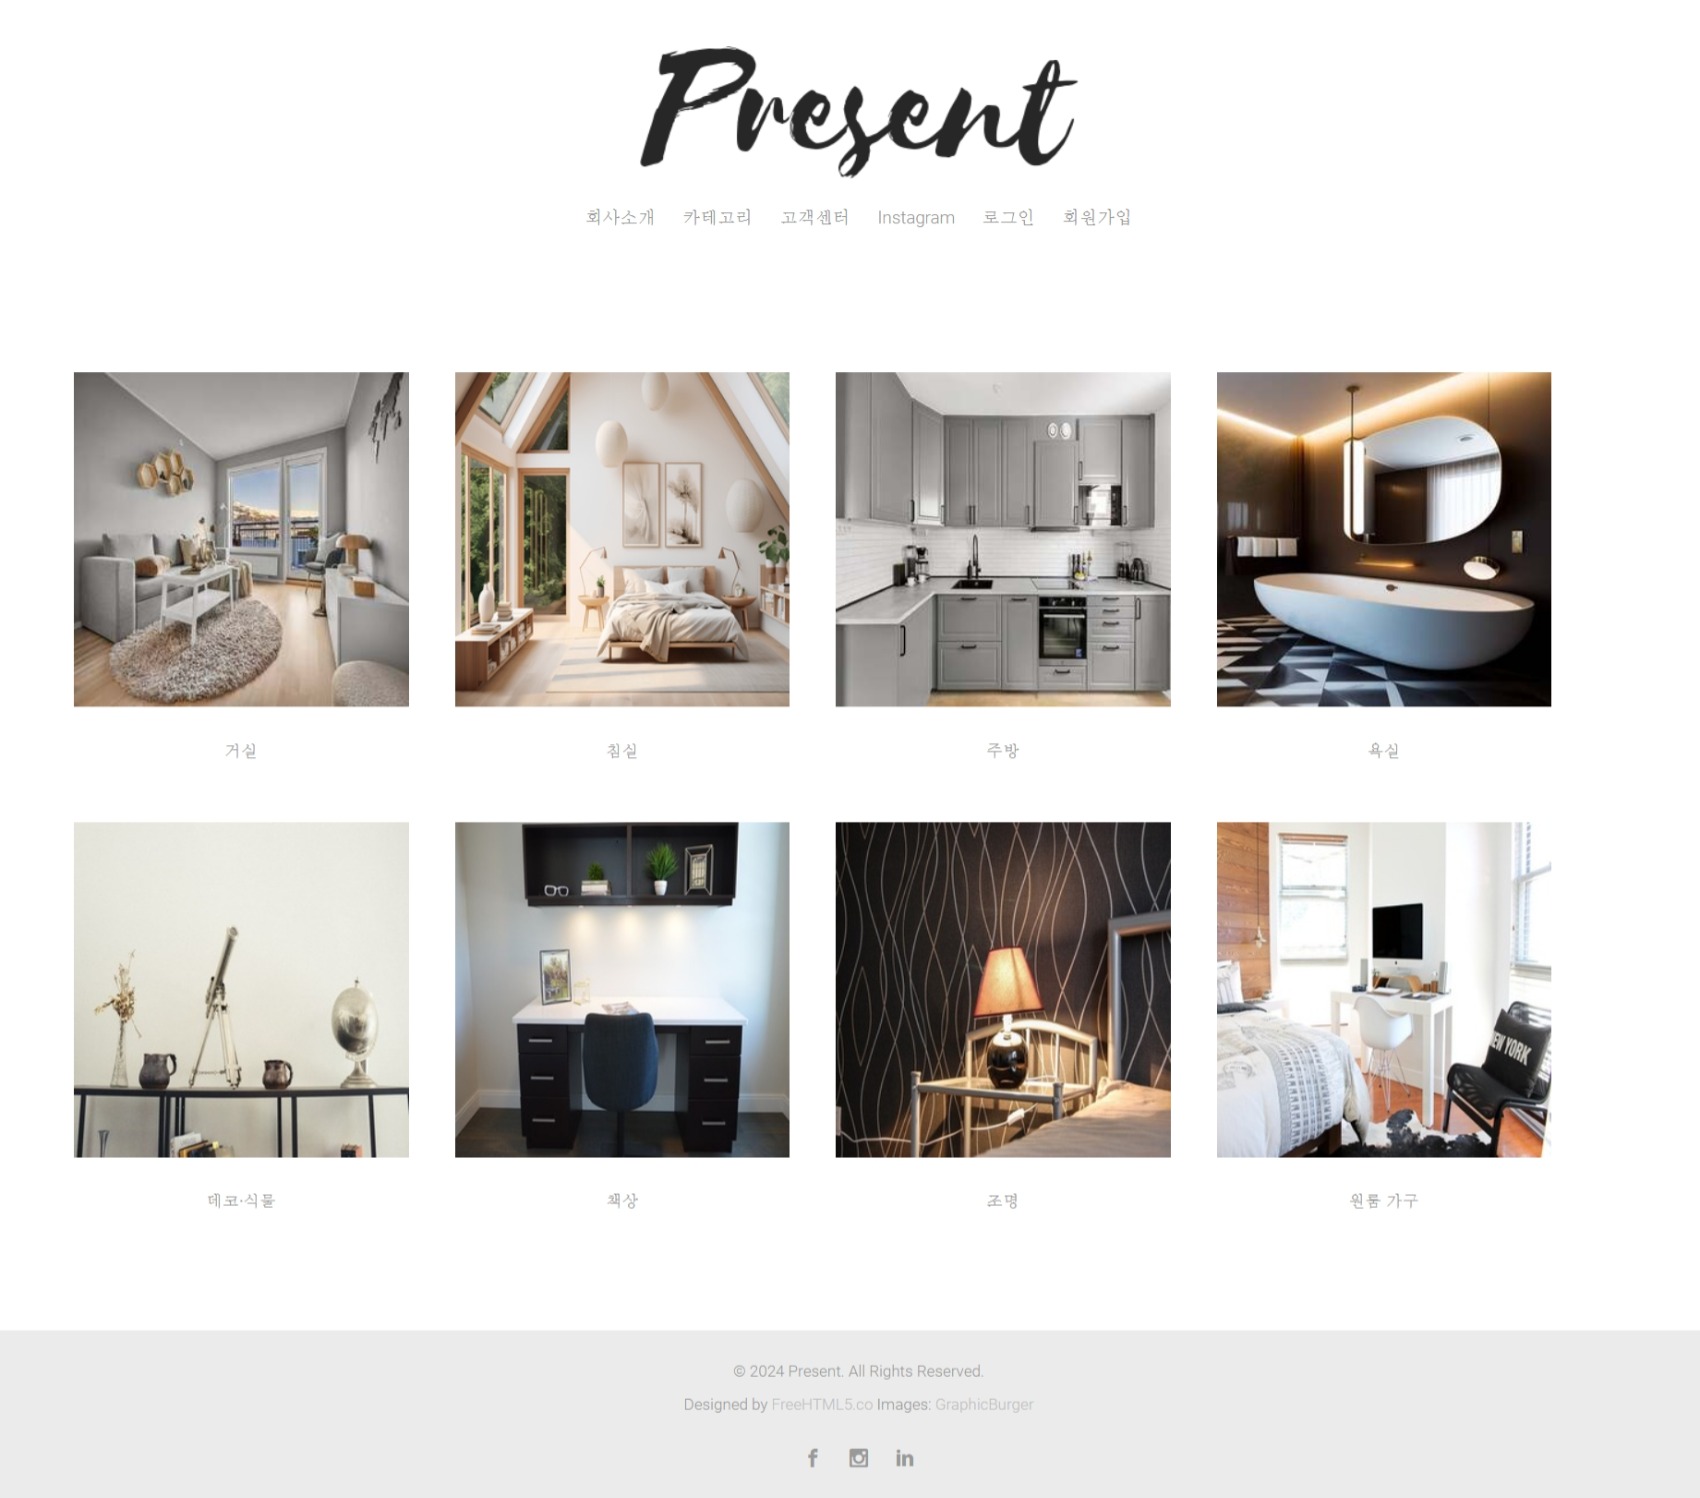 Present
회사소개 카테고리 고객센터 Instagram 로그인 회원가입
거실 침실 주방 욕실
NEW YORK
데코·식물 책상 조명 원룸 가구
© 2024 Present. All Rights Reserved.
Designed by FreeHTML5.co Images: GraphicBurger